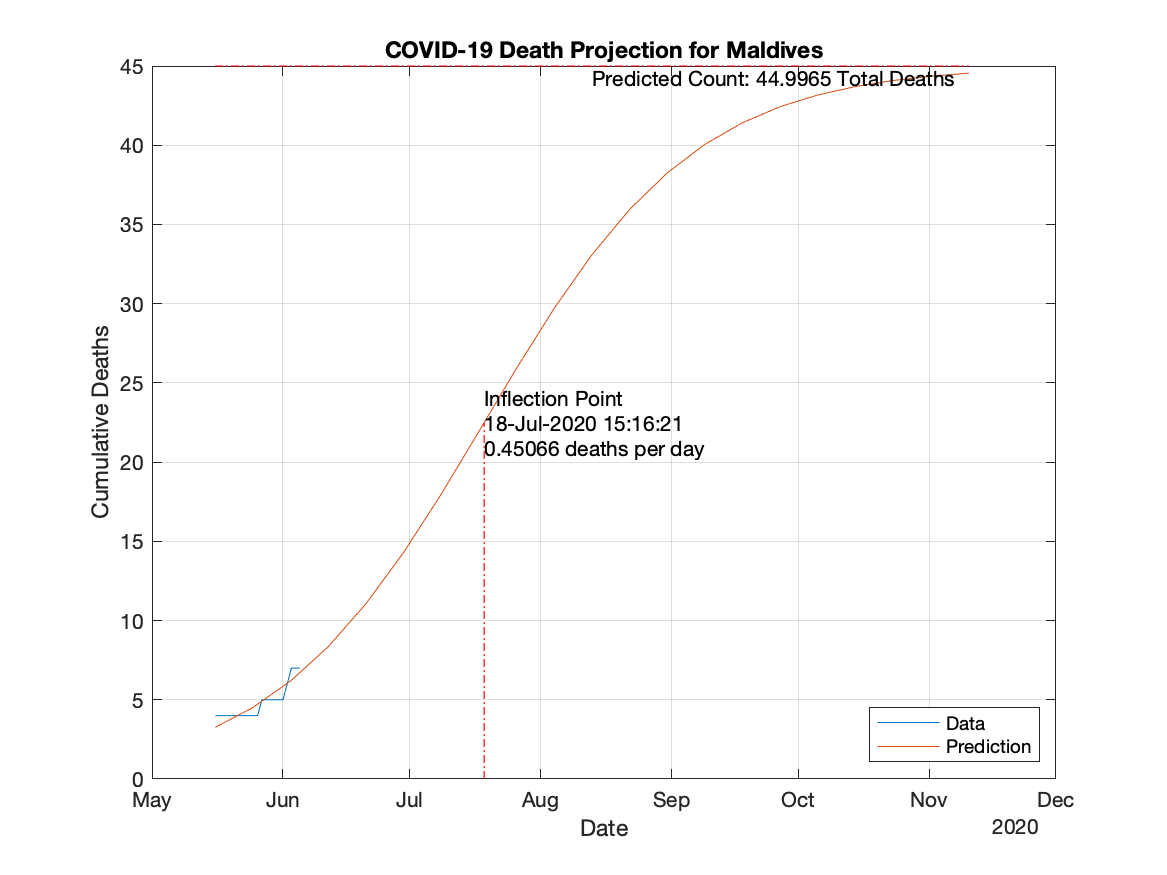 COVID-19 Death Projection for Maldives
Predicted Count: 44.9965 Total Deaths
45
40
35
30
25
20
15
10
5
0
Cumulative Deaths
Inflection Point
18-Jul-2020 15:16:21
0.45066 deaths per day
Data
Prediction
May Jun Jul Aug Sep Oct Nov Dec
Date
2020